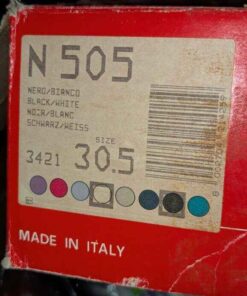 N 505
NERO/BIANCO
BLACK/WHITE
NOIR/BLANC
SCHWARZ/WEISS
SIZE
3421 30.5
MADE IN ITALY